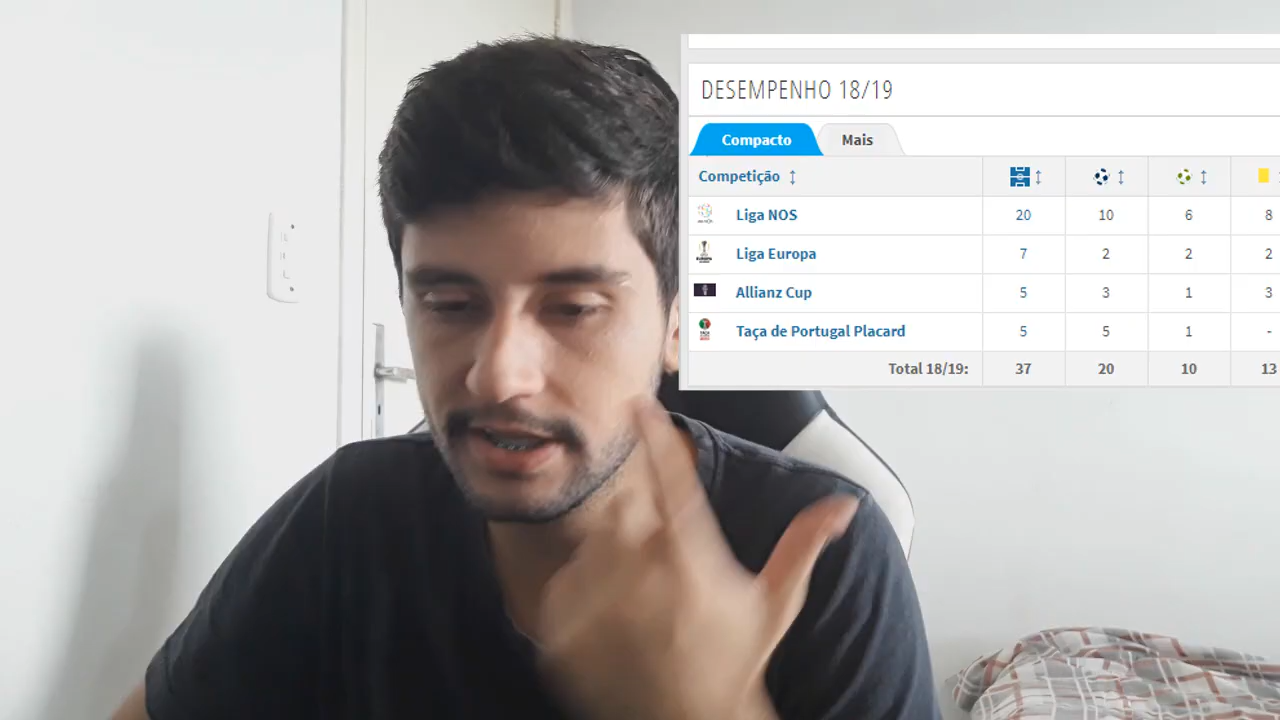 DESEMPENHO 18/19
Compacto Mais
Competição
Liga NOS 20 10 6 8
Liga Europa 7 2 2 2
Allianz Cup 5 3 1 3
Taça de Portugal Placard 5 5 1 -
Total 18/19: 37 20 10 13